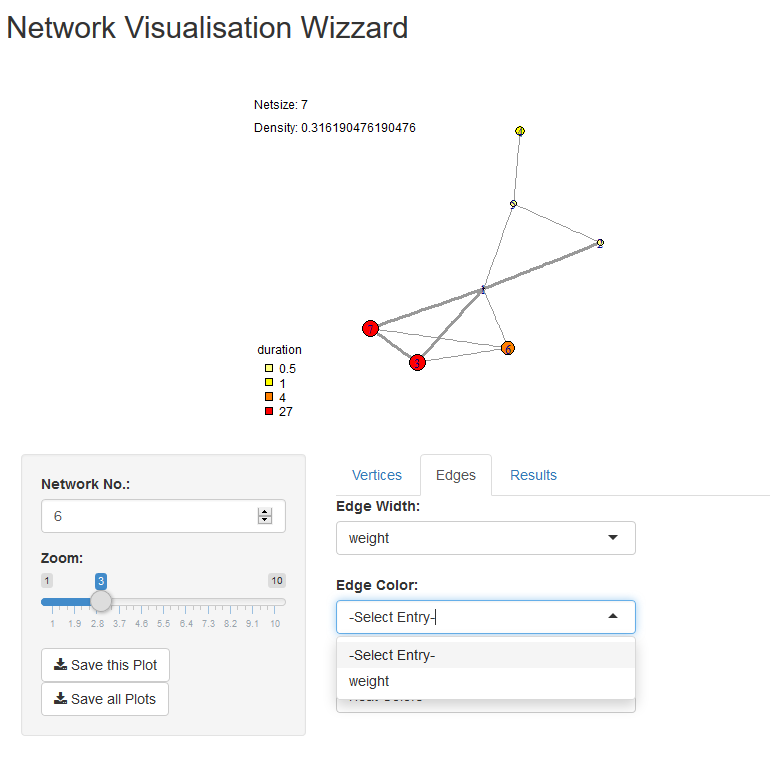 Network Visualisation Wizzard
Netsize: 7
Density: 0.316190476190476
4
5
2
1
7
3
6
duration
0.5
1
4
27
Network No.:
6
Zoom:
1 3 10
1 1.9 2.8 3.7 4.6 5.5 6.4 7.3 8.2 9.1 10
Save this Plot
Save all Plots
Vertices Edges Results
Edge Width:
weight
Edge Color:
-Select Entry-
-Select Entry-
weight